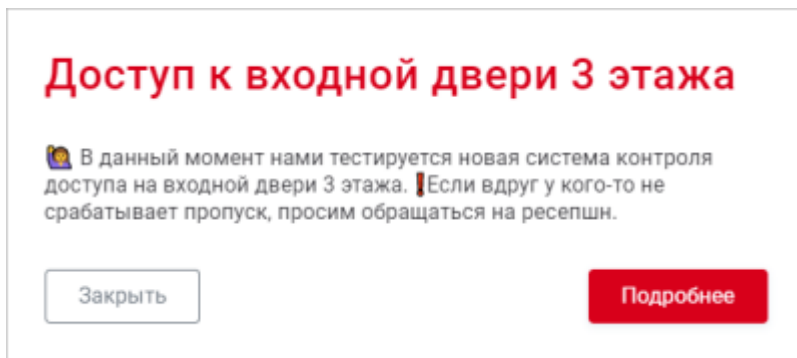 Доступ к входной двери 3 этажа
🙋 В данный момент нами тестируется новая система контроля
доступа на входной двери 3 этажа. ❗Если вдруг у кого-то не
срабатывает пропуск, просим обращаться на ресепшн.
Закрыть
Подробнее